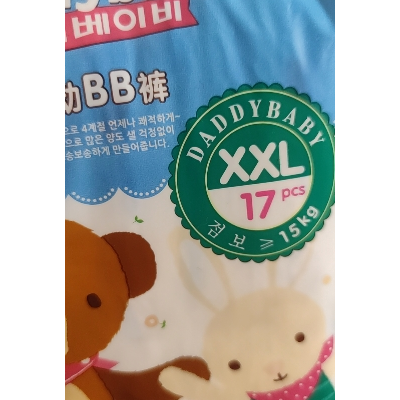 베이비
BB裤
으로 4계절 언제나 쾌적하게~
으로 많은 양도 샐 걱정없이
송보송하게 만들어줍니다.
DADDYBABY
XXL
17 pcs
점보 ≥ 15kg